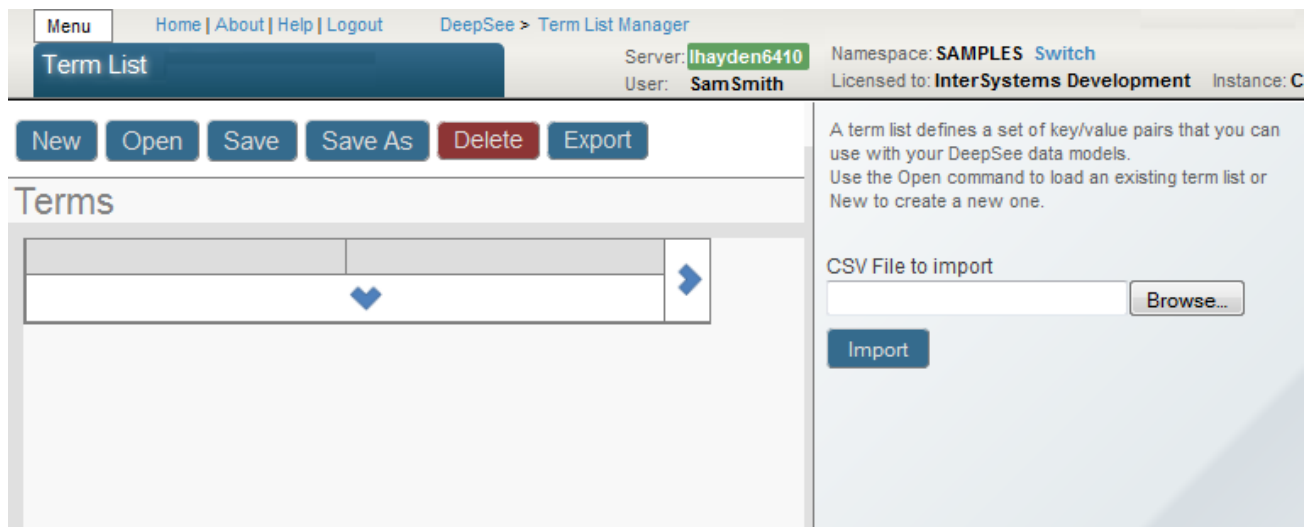 Menu Home | About | Help | Logout DeepSee > Term List Manager
Term List
Server: lhayden6410 Namespace: SAMPLES Switch
User: SamSmith Licensed to: InterSystems Development Instance: C
New Open Save Save As Delete Export
Terms
A term list defines a set of key/value pairs that you can
use with your DeepSee data models.
Use the Open command to load an existing term list or
New to create a new one.
CSV File to import
Browse...
Import